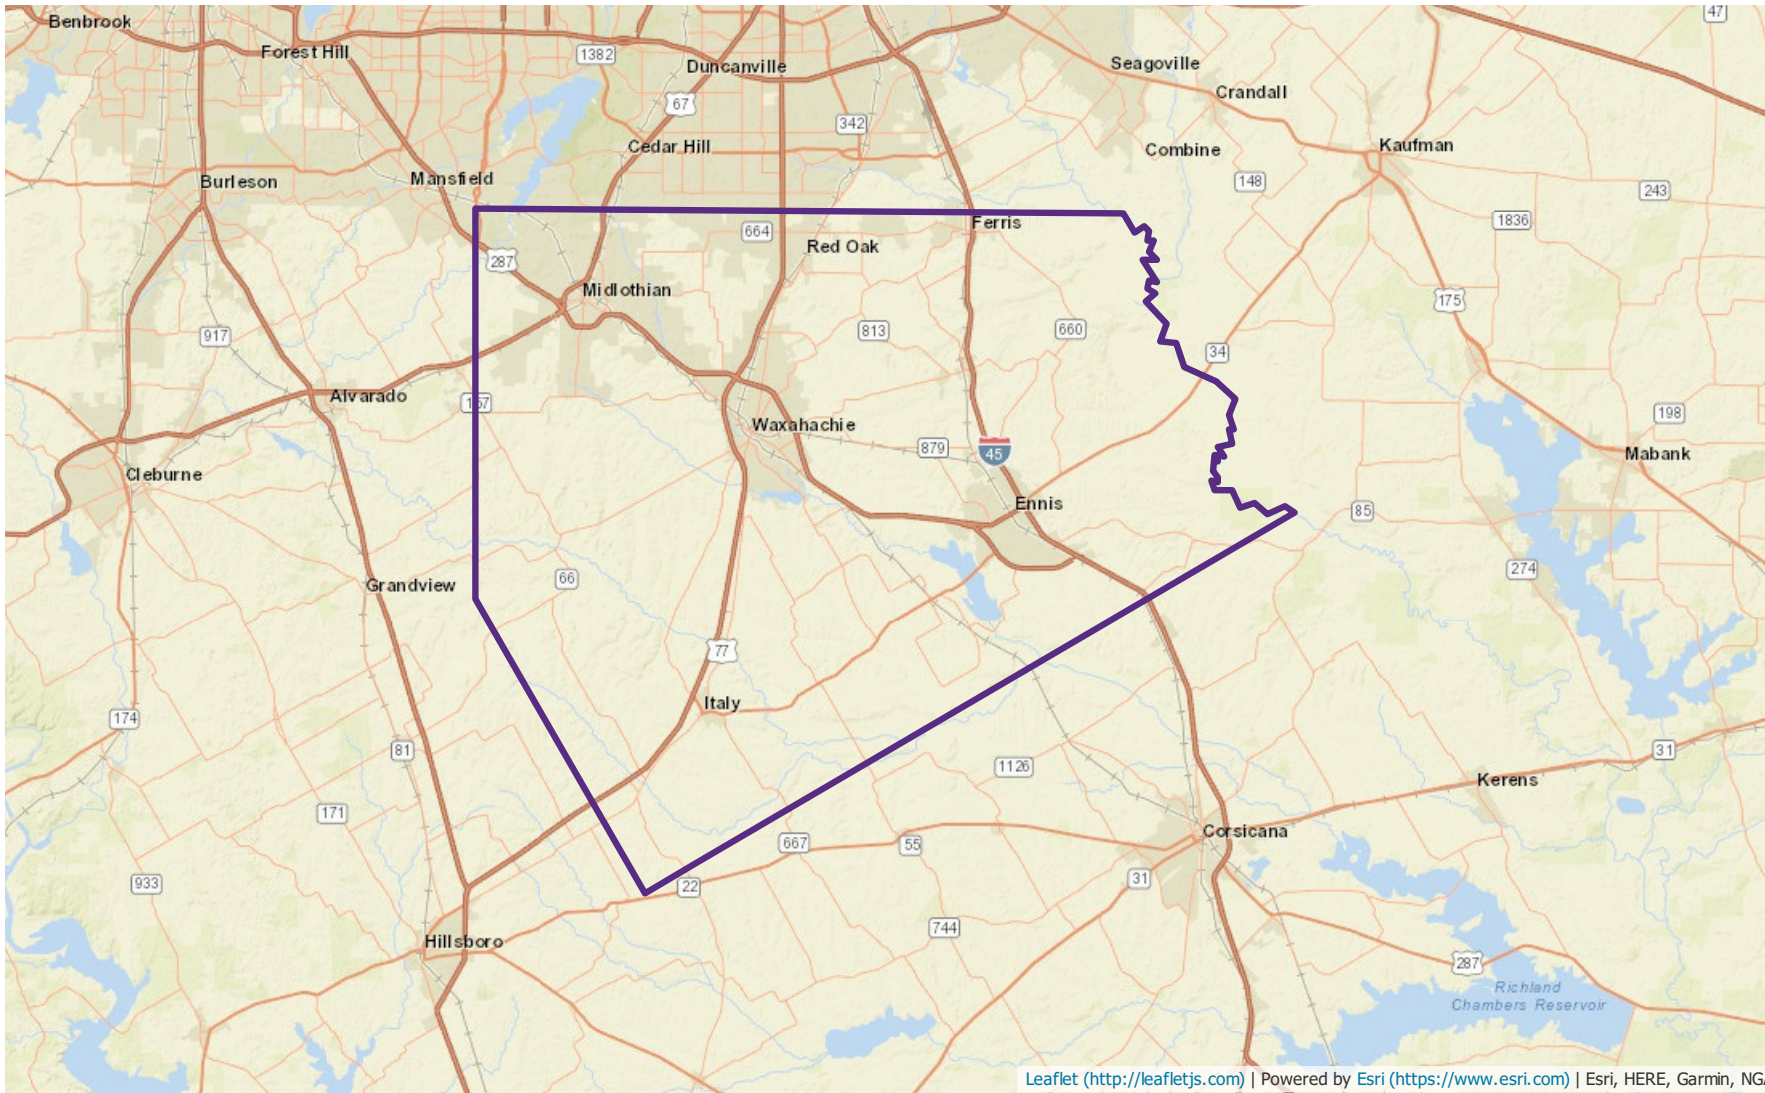 47
Benbrook
Forest Hill
1382
Duncanville
Seagoville
Crandall
67
342
Cedar Hill
Combine
Kaufman
Burleson
Mansfield
148
243
1836
Ferris
664
Red Oak
287
Midlothian
175
917
813
660
34
Alvarado
157
198
Waxahachie
879
45
Mabank
Cleburne
Ennis
85
Grandview
66
274
77
Italy
174
81
31
1126
Kerens
171
Corsicana
667
55
933
22
31
744
Hillsboro
287
Richland
Chambers Reservoir
Leaflet (http://leafletjs.com) | Powered by Esri (https://www.esri.com) | Esri, HERE, Garmin, NGA